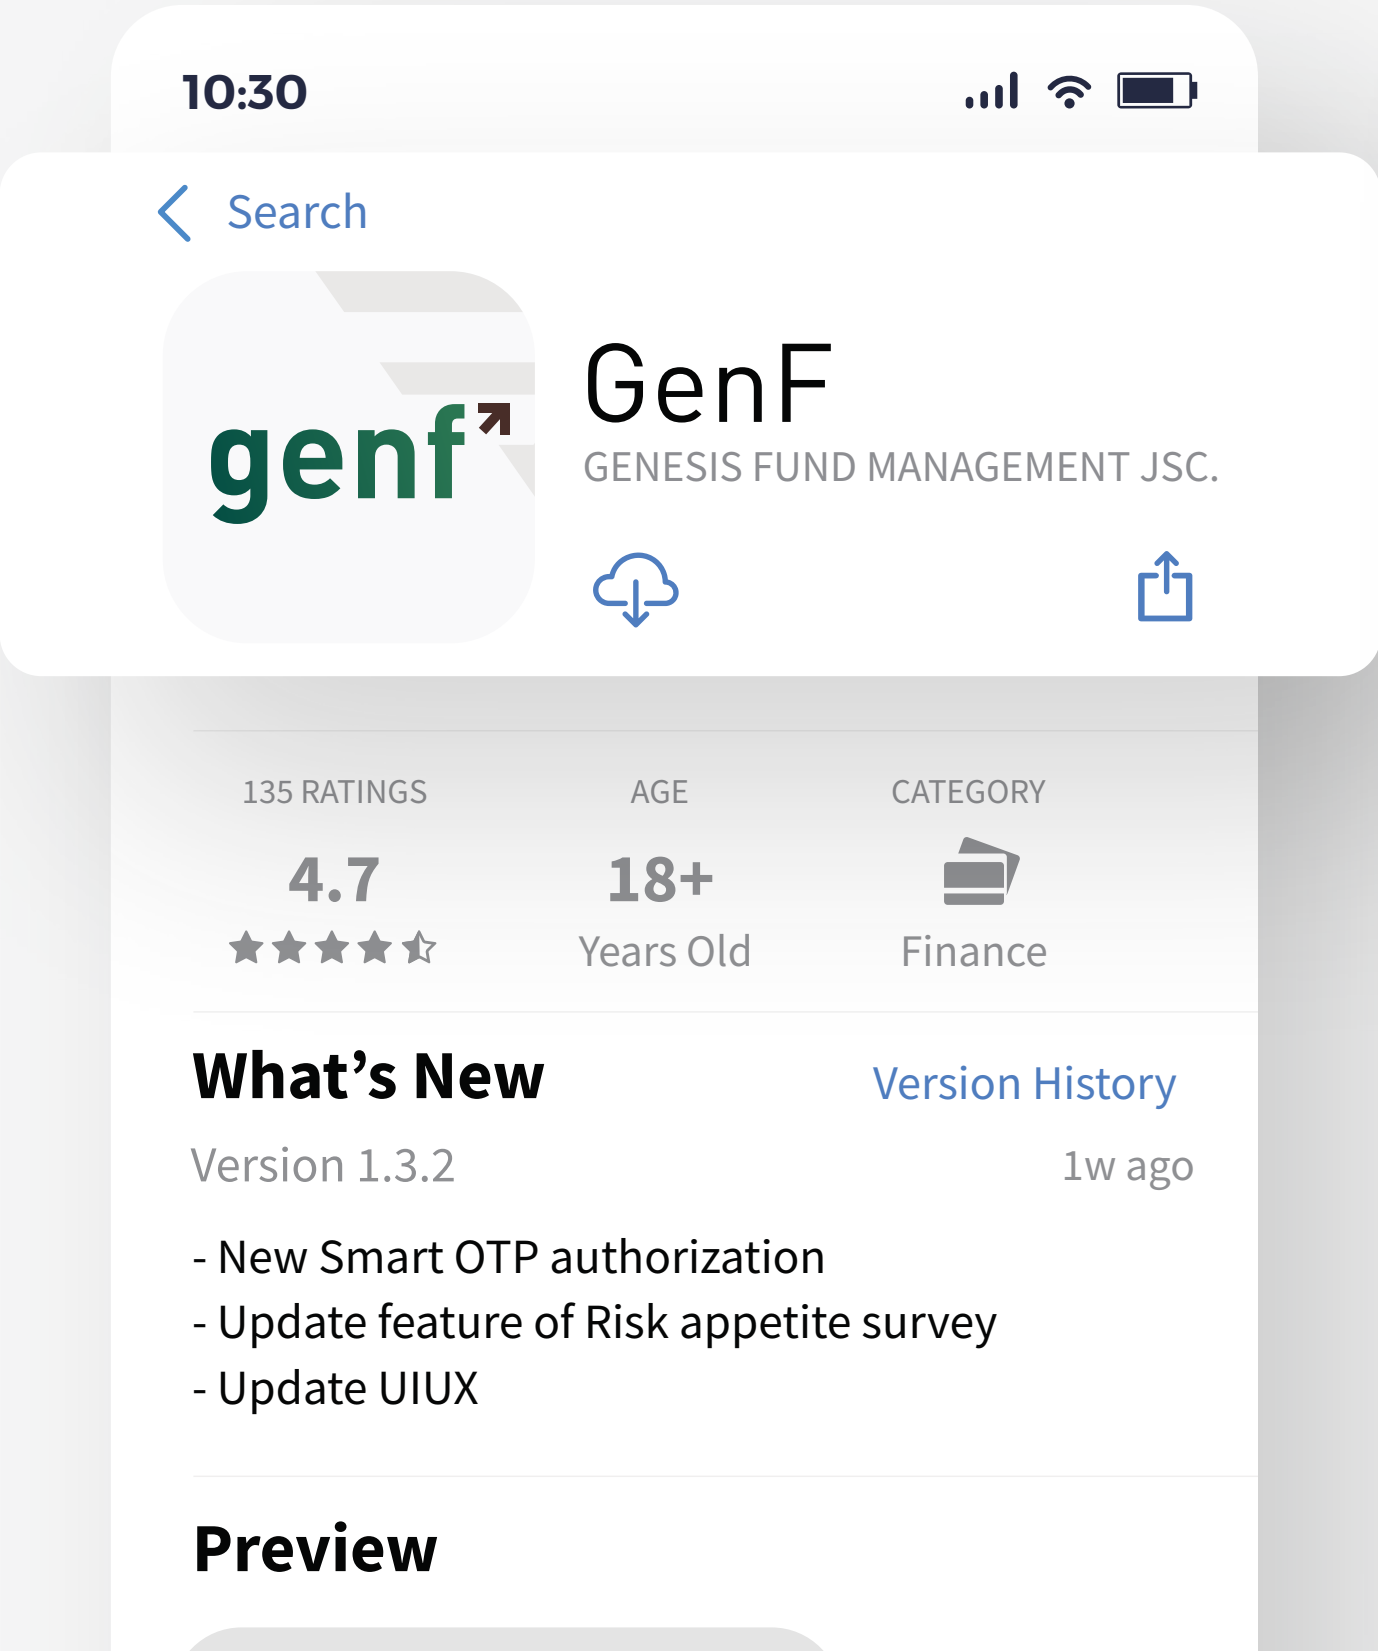 10:30
Search
genf
GenF
GENESIS FUND MANAGEMENT JSC.
135 RATINGS AGE CATEGORY
4.7 18+
Years Old Finance
What’s New Version History
Version 1.3.2 1w ago
- New Smart OTP authorization
- Update feature of Risk appetite survey
- Update UIUX
Preview